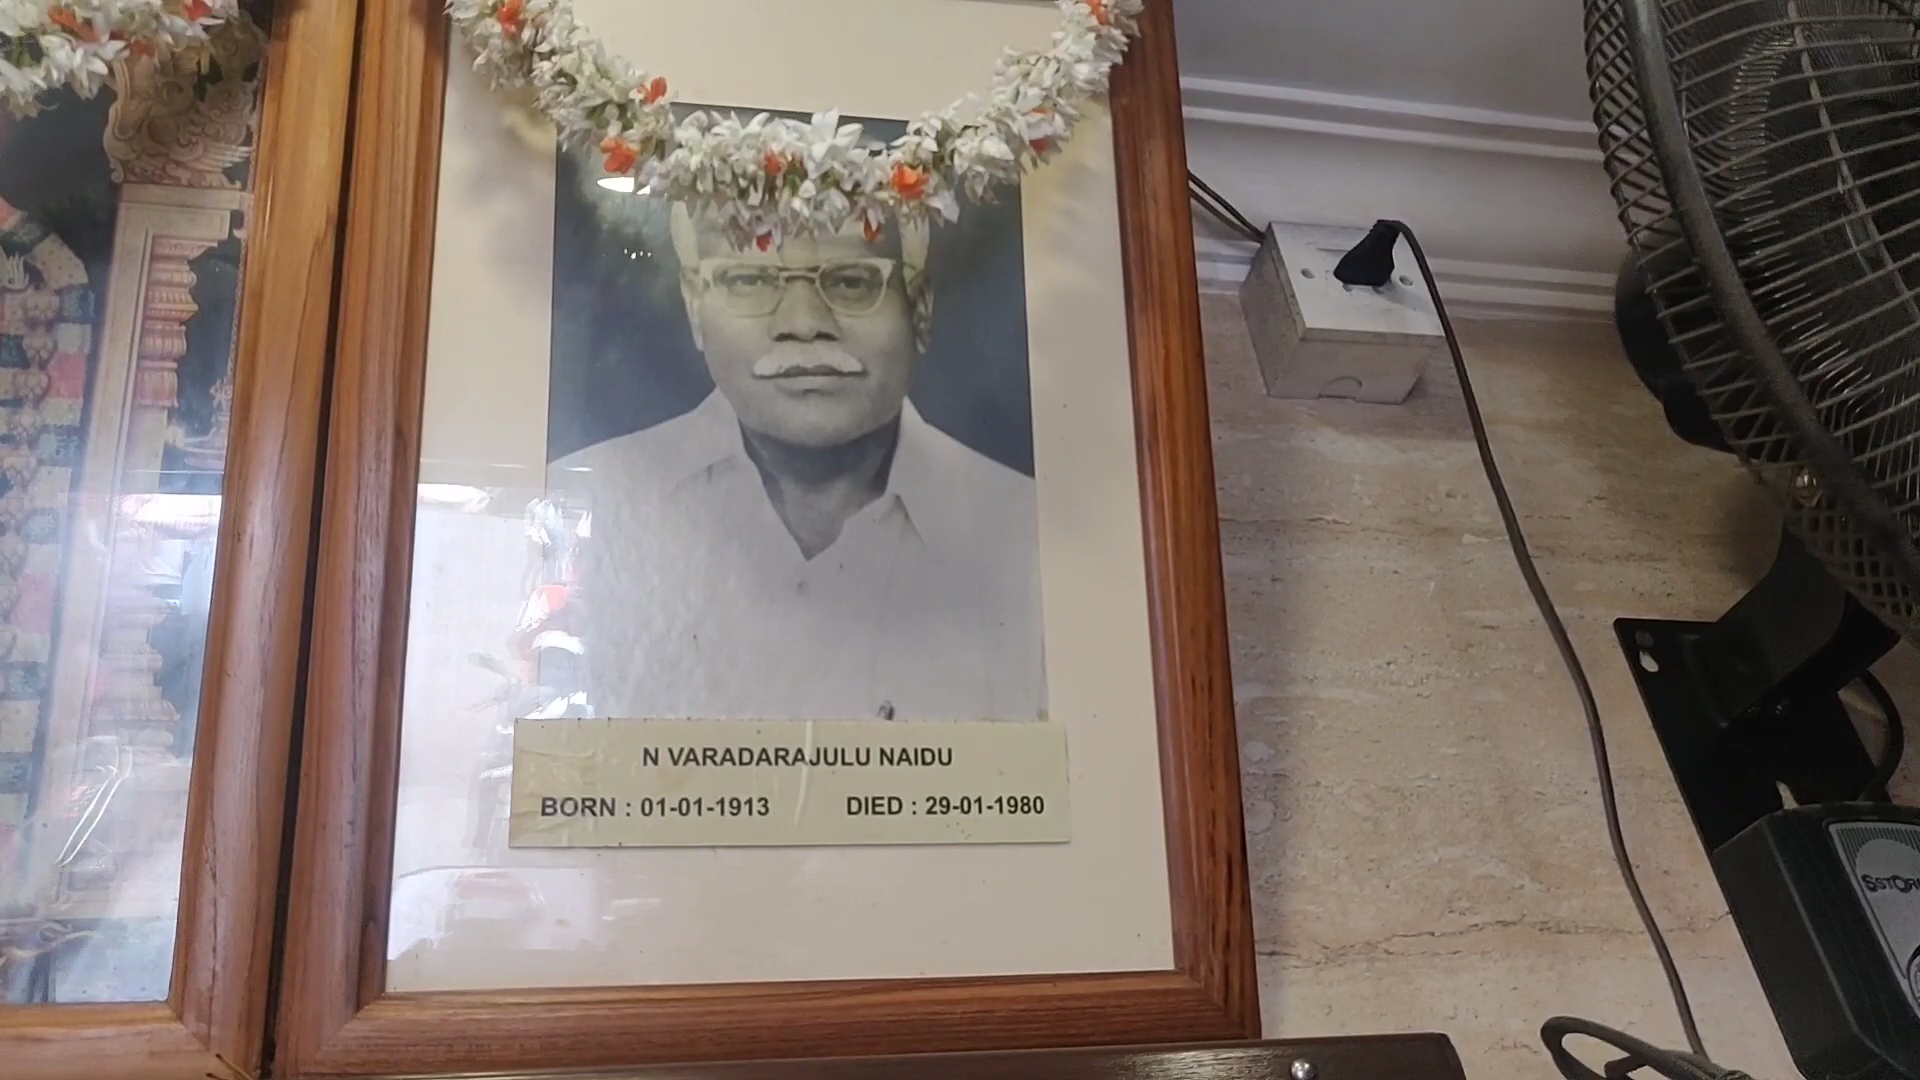 N VARADARAJULU NAIDU
BORN : 01-01-1913 DIED : 29-01-1980